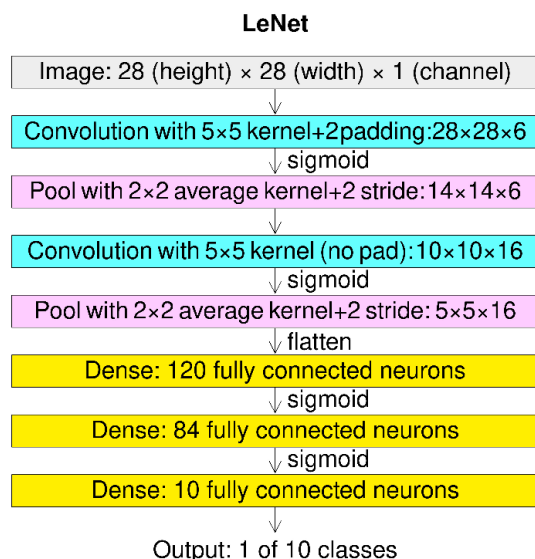 LeNet
Image: 28 (height) × 28 (width) × 1 (channel)
Convolution with 5×5 kernel+2padding:28×28×6
sigmoid
Pool with 2×2 average kernel+2 stride:14×14×6
Convolution with 5×5 kernel (no pad):10×10×16
sigmoid
Pool with 2×2 average kernel+2 stride: 5×5×16
flatten
Dense: 120 fully connected neurons
sigmoid
Dense: 84 fully connected neurons
sigmoid
Dense: 10 fully connected neurons
Output: 1 of 10 classes